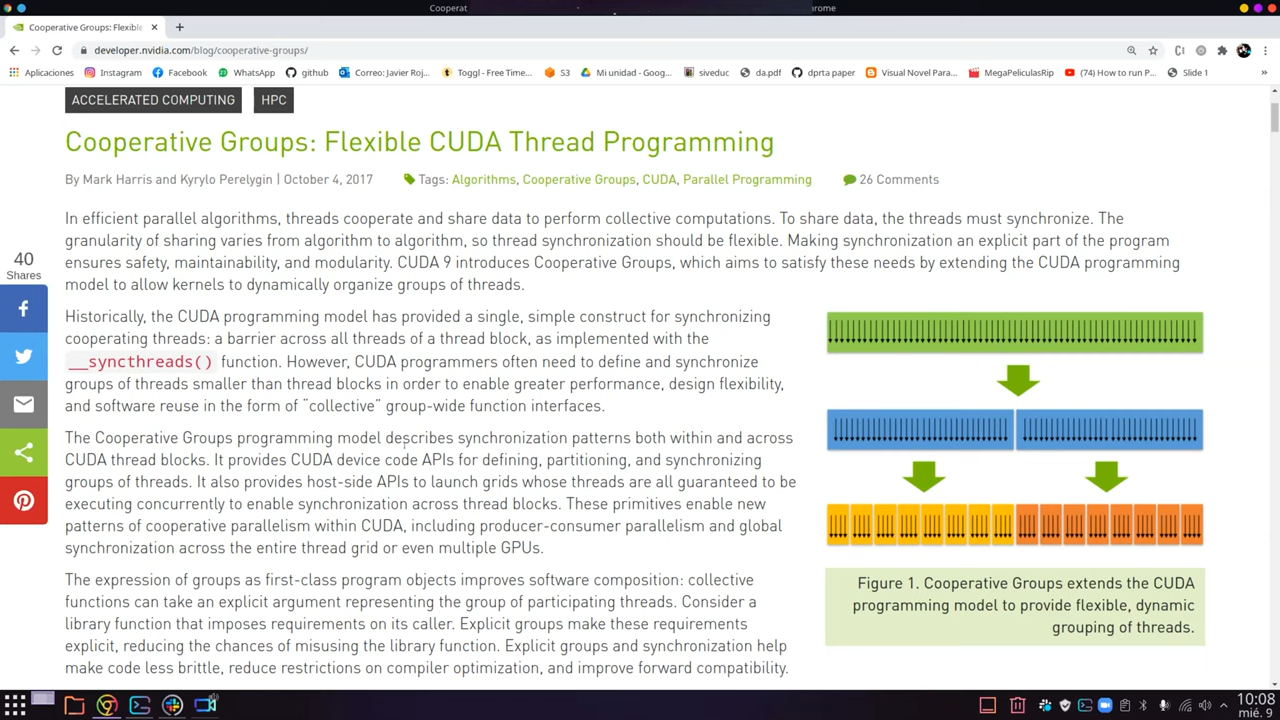 Cooperat
hrome
Cooperative Groups: Flexibl
developer.nvidia.com/blog/cooperative-groups/
Aplicaciones
Instagram
Facebook
WhatsApp
github
Correo: Javier Roj...
Toggl - Free Time...
S3
Mi unidad - Goog...
siveduc
da.pdf
dprta paper
Visual Novel Para...
MegaPeliculasRip
(74) How to run P...
Slide 1
ACCELERATED COMPUTING
HPC
Cooperative Groups: Flexible CUDA Thread Programming
By Mark Harris and Kyrylo Perelygin | October 4, 2017
Tags: Algorithms, Cooperative Groups, CUDA, Parallel Programming
26 Comments
In efficient parallel algorithms, threads cooperate and share data to perform collective computations. To share data, the threads must synchronize. The
granularity of sharing varies from algorithm to algorithm, so thread synchronization should be flexible. Making synchronization an explicit part of the program
ensures safety, maintainability, and modularity. CUDA 9 introduces Cooperative Groups, which aims to satisfy these needs by extending the CUDA programming
model to allow kernels to dynamically organize groups of threads.
40
Shares
Historically, the CUDA programming model has provided a single, simple construct for synchronizing
cooperating threads: a barrier across all threads of a thread block, as implemented with the
__syncthreads() function. However, CUDA programmers often need to define and synchronize
groups of threads smaller than thread blocks in order to enable greater performance, design flexibility,
and software reuse in the form of “collective” group-wide function interfaces.
The Cooperative Groups programming model describes synchronization patterns both within and across
CUDA thread blocks. It provides CUDA device code APIs for defining, partitioning, and synchronizing
groups of threads. It also provides host-side APIs to launch grids whose threads are all guaranteed to be
executing concurrently to enable synchronization across thread blocks. These primitives enable new
patterns of cooperative parallelism within CUDA, including producer-consumer parallelism and global
synchronization across the entire thread grid or even multiple GPUs.
The expression of groups as first-class program objects improves software composition: collective
functions can take an explicit argument representing the group of participating threads. Consider a
library function that imposes requirements on its caller. Explicit groups make these requirements
explicit, reducing the chances of misusing the library function. Explicit groups and synchronization help
make code less brittle, reduce restrictions on compiler optimization, and improve forward compatibility.
Figure 1. Cooperative Groups extends the CUDA
programming model to provide flexible, dynamic
grouping of threads.
10:08
mié. 9